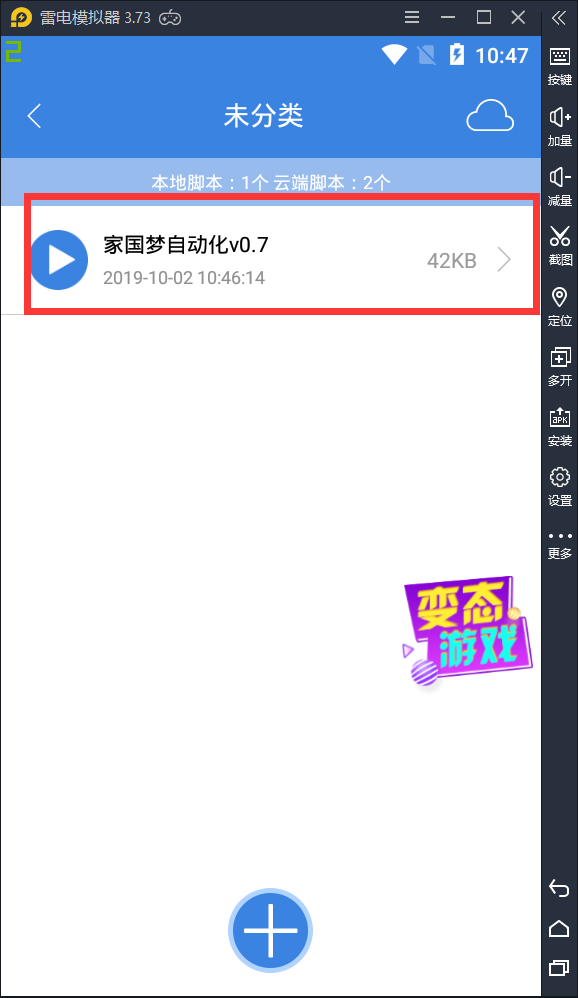 雷电模拟器 3.73
2
10:47
未分类
本地脚本：1个 云端脚本：2个
家国梦自动化v0.7
2019-10-02 10:46:14
42KB
变态
游戏
按键
加量
减量
截图
定位
多开
APK
安装
设置
更多